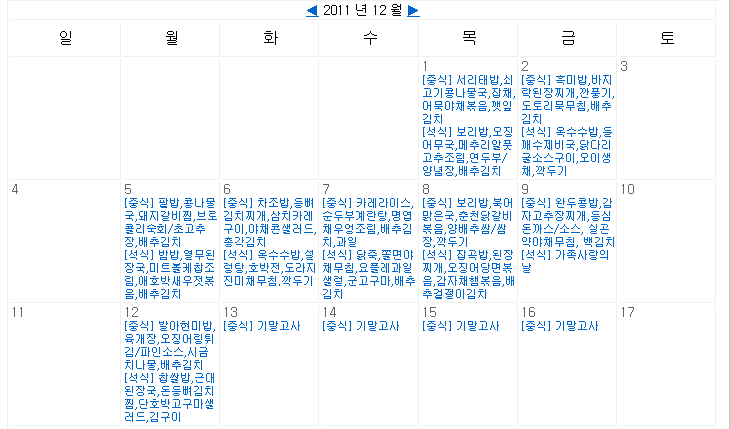 ◀ 2011 년 12 월 ▶
일 월 화 수 목 금 토
1
[중식] 서리태밥,쇠
고기콩나물국,잡채,
어묵야채볶음,깻잎
김치
[석식] 보리밥,오징
어무국,메추리알풋
고추조림,연두부/
양념장,배추김치
2
[중식] 흑미밥,바지
락된장찌개,깐풍기,
도토리묵무침,배추
김치
[석식] 옥수수밥,들
깨수제비국,닭다리
굴소스구이,오이생
채,깍두기
3
4
5
[중식] 팥밥,콩나물
국,돼지갈비찜,브로
콜리숙회/초고추
장,배추김치
[석식] 밤밥,열무된
장국,미트볼케찹조
림,애호박새우젓볶
음,배추김치
6
[중식] 차조밥,등뼈
김치찌개,삼치카레
구이,야채콘샐러드,
총각김치
[석식] 옥수수밥,설
렁탕,호박전,도라지
진미채무침,깍두기
7
[중식] 카레라이스,
순두부계란탕,명엽
채우엉조림,배추김
치,과일
[석식] 닭죽,쫄면야
채무침,요플레과일
샐럳,군고구마,배추
김치
8
[중식] 보리밥,북어
맑은국,춘천닭갈비
볶음,양배추쌈/쌈
장,깍두기
[석식] 잡곡밥,된장
찌개,오징어당면볶
음,감자채햄볶음,배
추겉절이김치
9
[중식] 완두콩밥,감
자고추장찌개,등심
돈까스/소스, 실곤
약야채무침, 백김치
[석식] 가족사랑의
날
10
11
12
[중식] 발아현미밥,
육개장,오징어링튀
김/파인소스,시금
치나물,배추김치
[석식] 찹쌀밥,근대
된장국,돈등뼈김치
찜,단호박고구마샐
러드,김구이
13
[중식] 기말고사
14
[중식] 기말고사
15
[중식] 기말고사
16
[중식] 기말고사
17